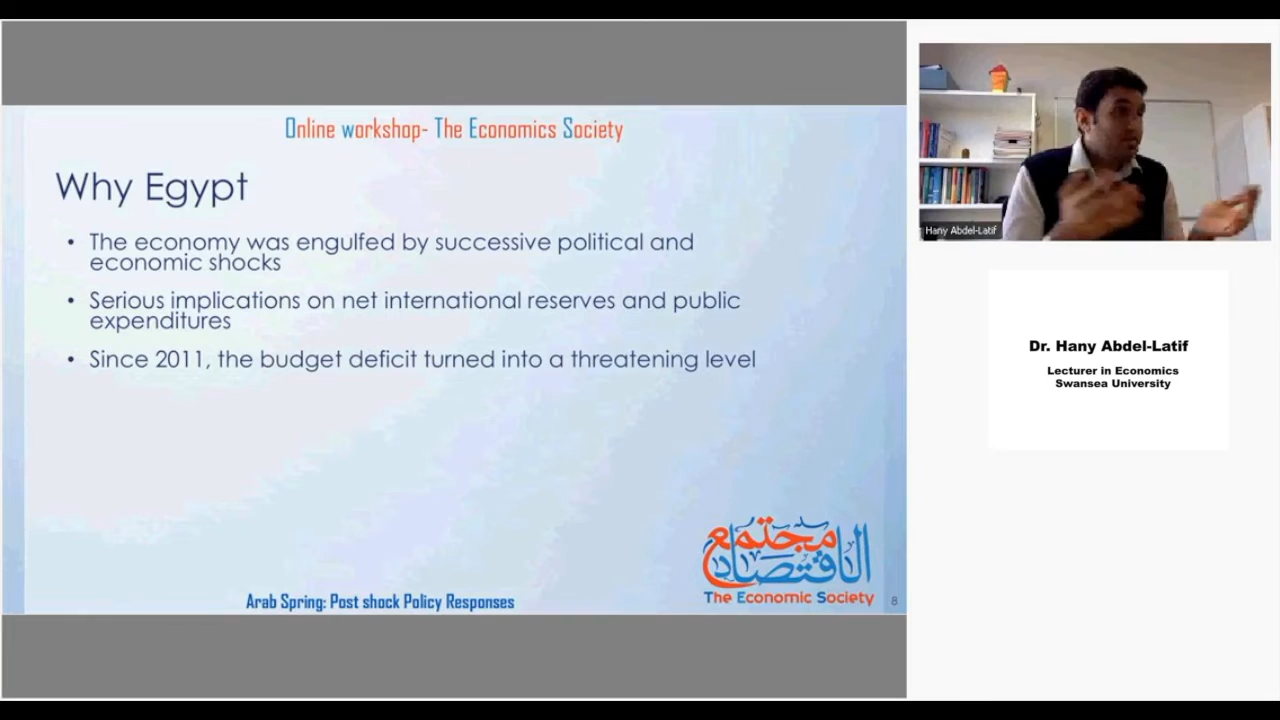 Online workshop- The Economics Society
Why Egypt
• The economy was engulfed by successive political and
economic shocks
• Serious implications on net international reserves and public
expenditures
• Since 2011, the budget deficit turned into a threatening level
مجتمع
الاقتصاد
The Economic Society
Arab Spring: Post shock Policy Responses
8
Hany Abdel-Latif
Dr. Hany Abdel-Latif
Lecturer in Economics
Swansea University